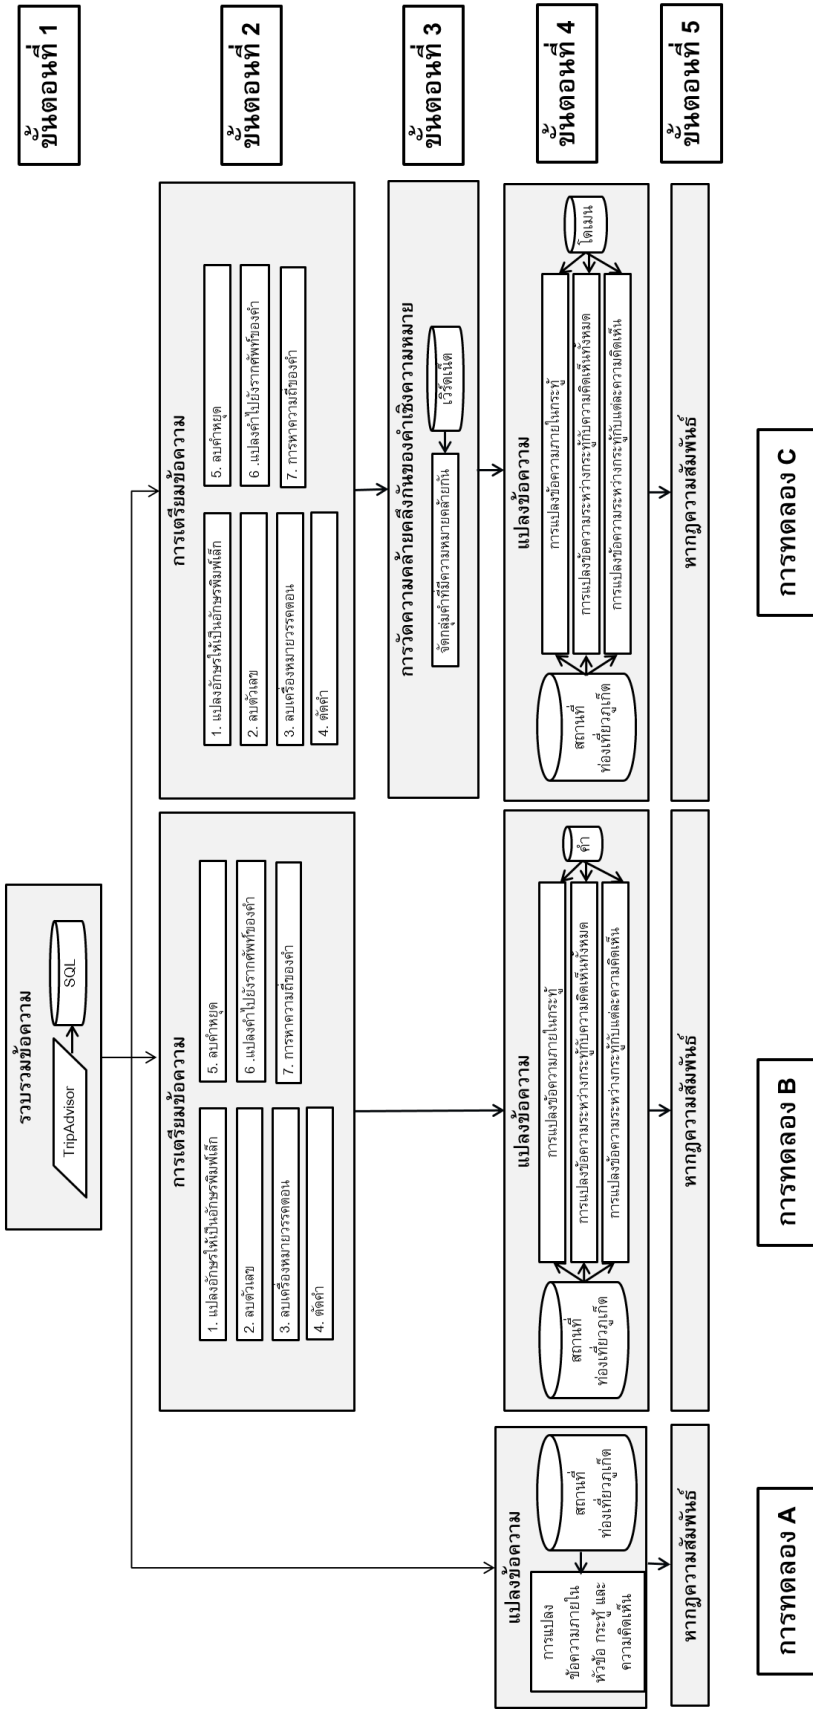 รวบรวมข้อความ
TripAdvisor
SQL
ขั้นตอนที่ 1
การเตรียมข้อความ
1. แปลงอักษรให้เป็นอักษรพิมพ์เล็ก
2. ลบตัวเลข
3. ลบเครื่องหมายวรรคตอน
4. ตัดคำ
5. ลบคำหยุด
6 .แปลงคำไปยังรากศัพท์ของคำ
7. การหาความถี่ของคำ
การเตรียมข้อความ
1. แปลงอักษรให้เป็นอักษรพิมพ์เล็ก
2. ลบตัวเลข
3. ลบเครื่องหมายวรรคตอน
4. ตัดคำ
5. ลบคำหยุด
6 .แปลงคำไปยังรากศัพท์ของคำ
7. การหาความถี่ของคำ
ขั้นตอนที่ 2
การวัดความคล้ายคลึงกันของคำเชิงความหมาย
จัดกลุ่มคำที่มีความหมายคล้ายกัน
เวิร์ดเน็ต
ขั้นตอนที่ 3
แปลงข้อความ
การแปลง
ข้อความภายใน
หัวข้อ กระทู้ และ
ความคิดเห็น
สถานที่
ท่องเที่ยวภูเก็ต
แปลงข้อความ
สถานที่
ท่องเที่ยวภูเก็ต
การแปลงข้อความภายในกระทู้
การแปลงข้อความระหว่างกระทู้กับความคิดเห็นทั้งหมด
การแปลงข้อความระหว่างกระทู้กับแต่ละความคิดเห็น
คำ
แปลงข้อความ
สถานที่
ท่องเที่ยวภูเก็ต
การแปลงข้อความภายในกระทู้
การแปลงข้อความระหว่างกระทู้กับความคิดเห็นทั้งหมด
การแปลงข้อความระหว่างกระทู้กับแต่ละความคิดเห็น
โดเมน
ขั้นตอนที่ 4
หากฎความสัมพันธ์
หากฎความสัมพันธ์
หากฎความสัมพันธ์
ขั้นตอนที่ 5
การทดลอง A
การทดลอง B
การทดลอง C